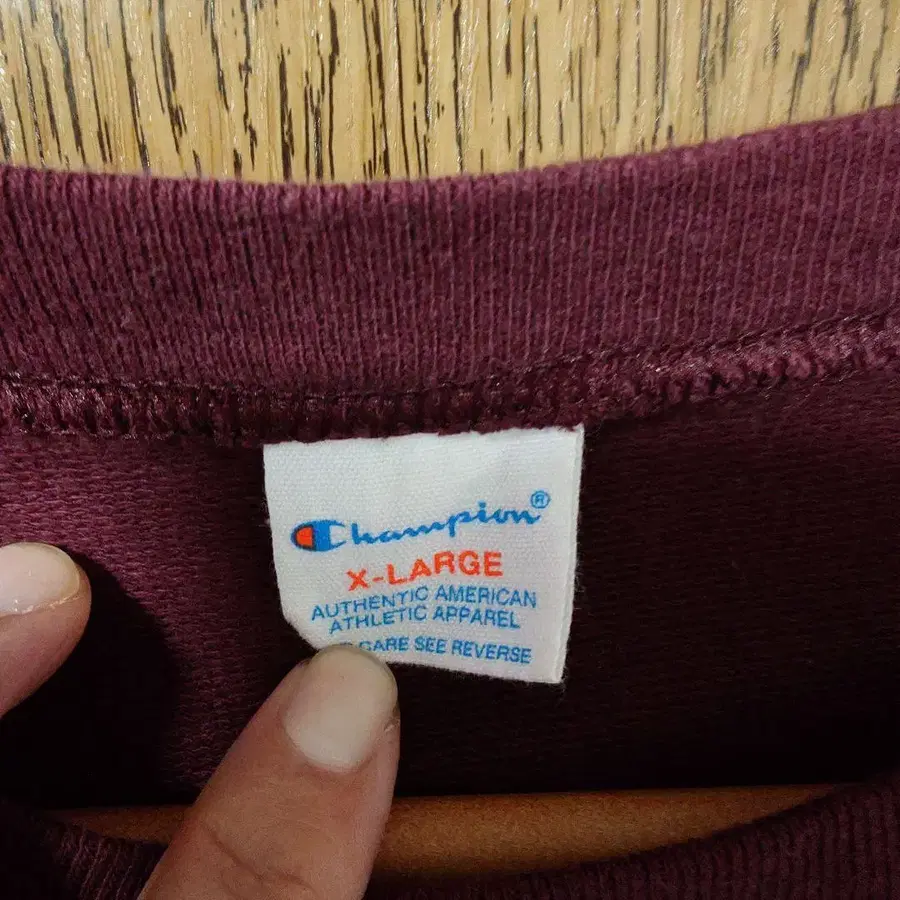 Champion®
X-LARGE
AUTHENTIC AMERICAN
ATHLETIC APPAREL
CARE SEE REVERSE